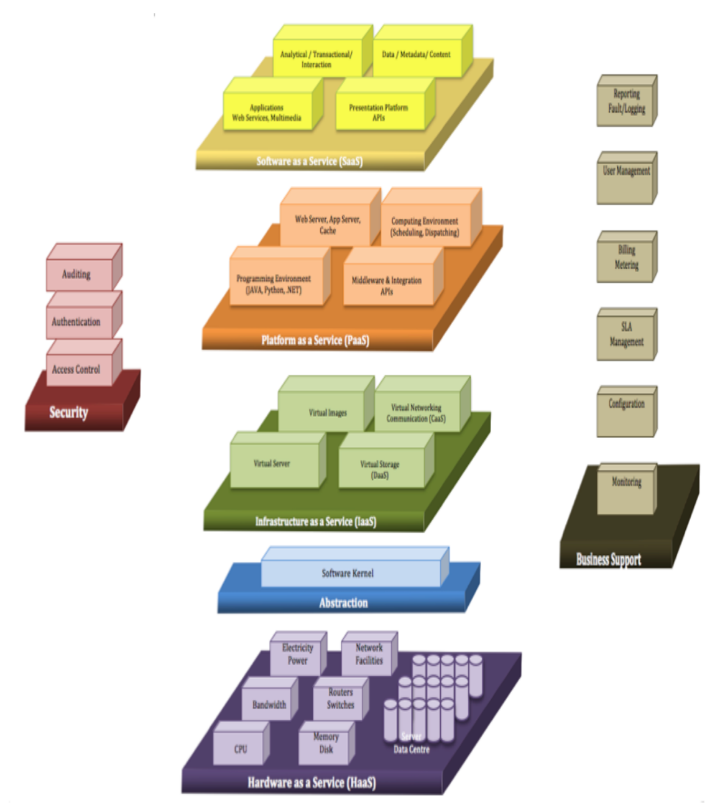 Analytical / Transactional/
Interaction
Data / Metadata/ Content
Applications
Web Services, Multimedia
Presentation Platform
APIs
Software as a Service (SaaS)
Web Server, App Server,
Cache
Computing Environment
(Scheduling, Dispatching)
Programming Environment
(JAVA, Python, .NET)
Middleware & Integration
APIs
Platform as a Service (PaaS)
Virtual Images
Virtual Networking
Communication (CaaS)
Virtual Server
Virtual Storage
(DaaS)
Infrastructure as a Service (IaaS)
Software Kernel
Abstraction
Electricity
Power
Network
Facilities
Bandwidth
Routers
Switches
CPU
Memory
Disk
Server
Data Centre
Hardware as a Service (HaaS)
Auditing
Authentication
Access Control
Security
Reporting
Fault/Logging
User Management
Billing
Metering
SLA
Management
Configuration
Monitoring
Business Support